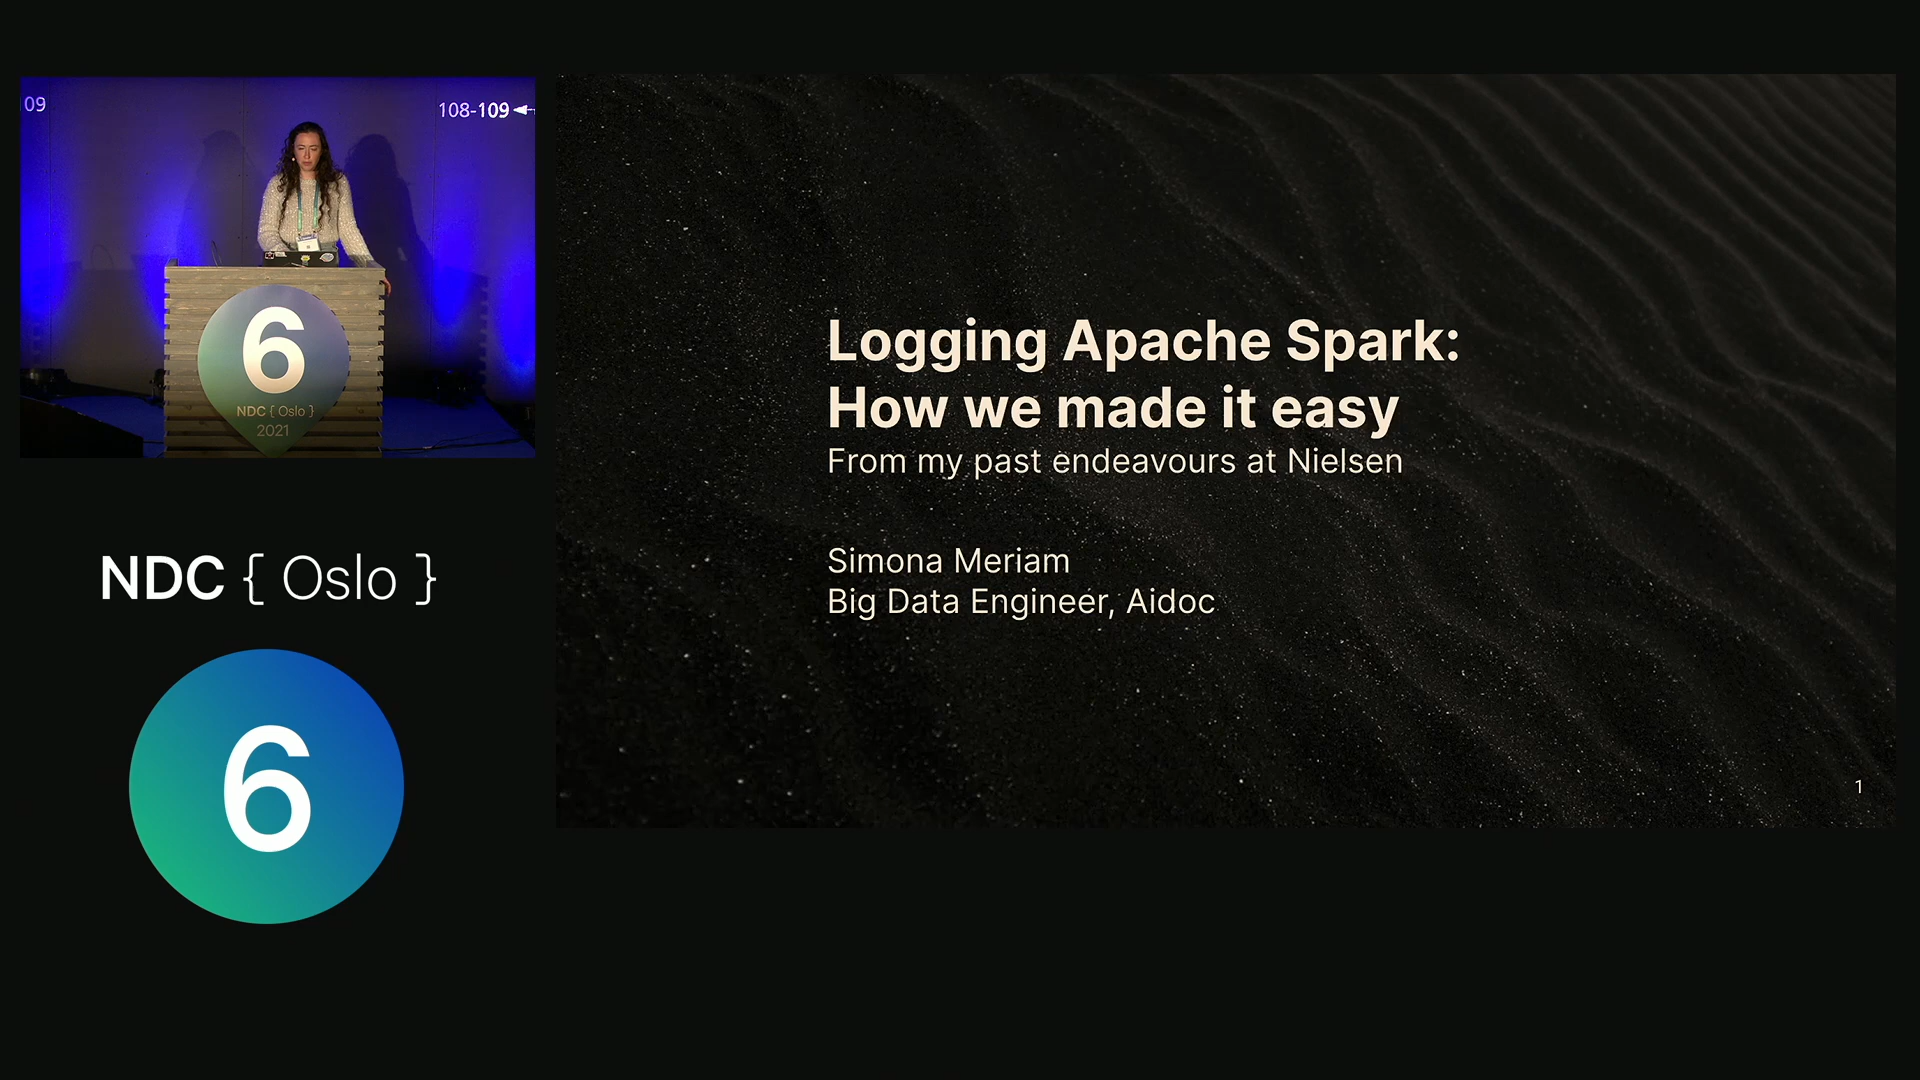 09
108-109
6
NDC { Oslo }
2021
NDC { Oslo }
6
Logging Apache Spark:
How we made it easy
From my past endeavours at Nielsen
Simona Meriam
Big Data Engineer, Aidoc
1